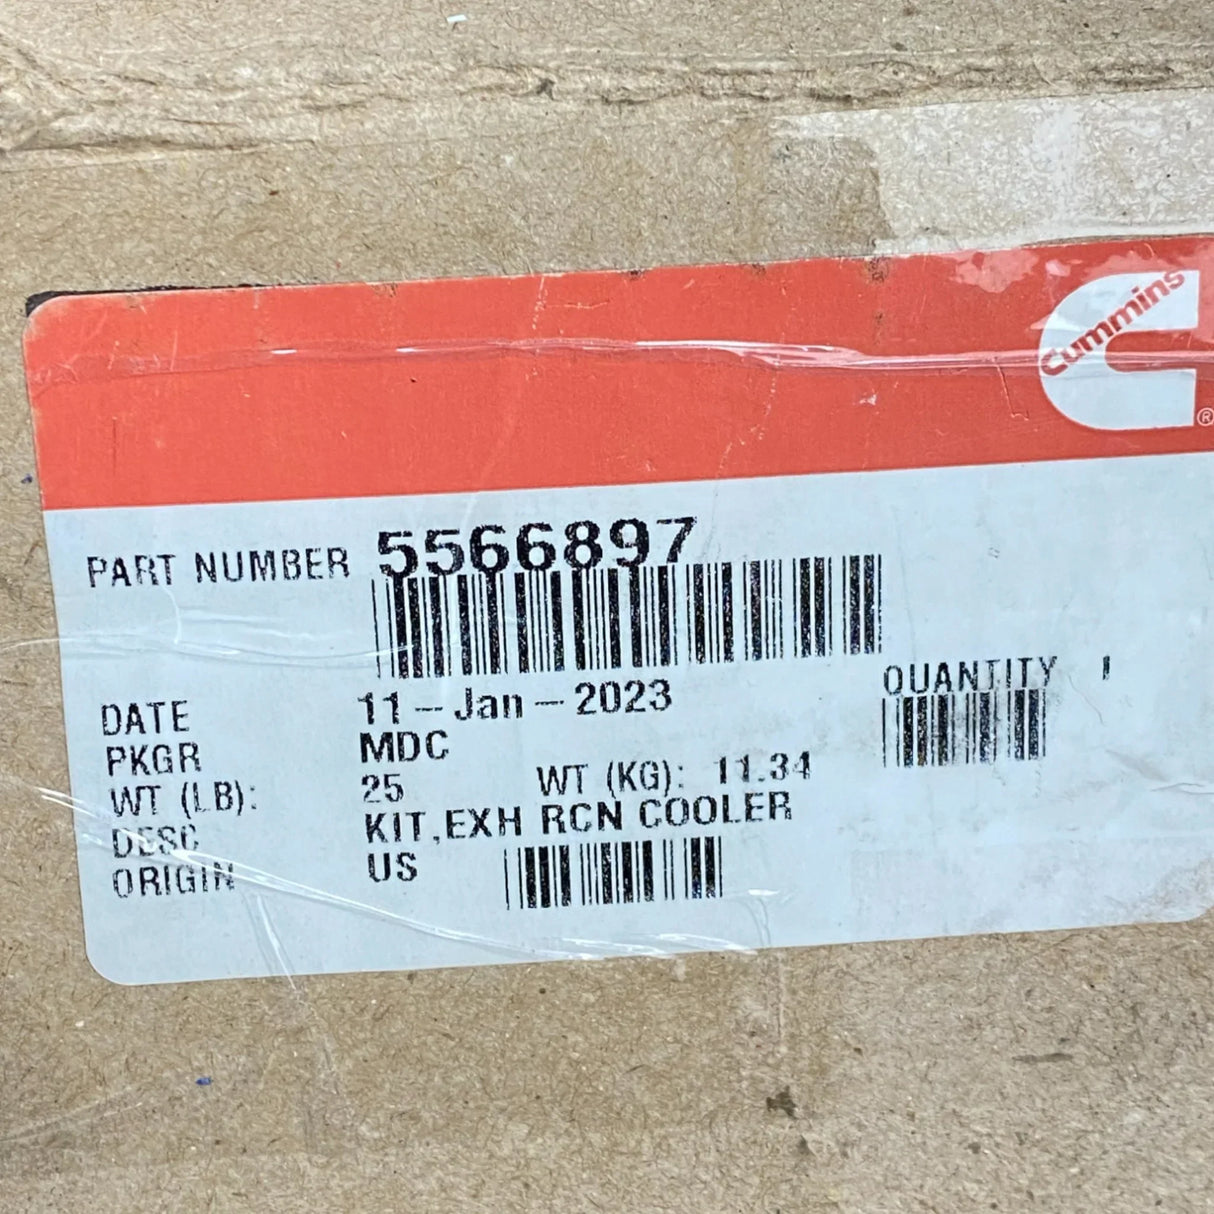 Cummins
®
PART NUMBER 5566897
QUANTITY 1
DATE 11-Jan-2023
PKGR MDC
WT (LB): 25 WT (KG): 11.34
DESC KIT,EXH RCN COOLER
ORIGIN US